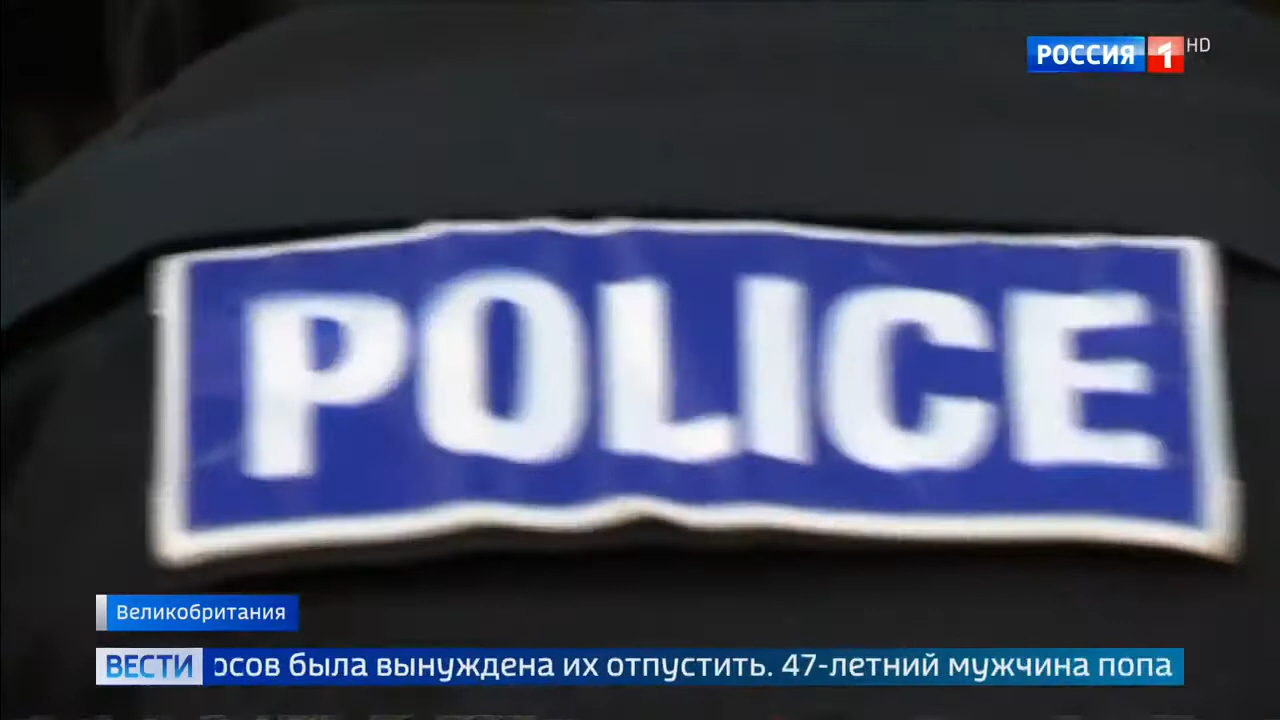 РОССИЯ 1 HD
POLICE
Великобритания
ВЕСТИ осов была вынуждена их отпустить. 47-летний мужчина попа